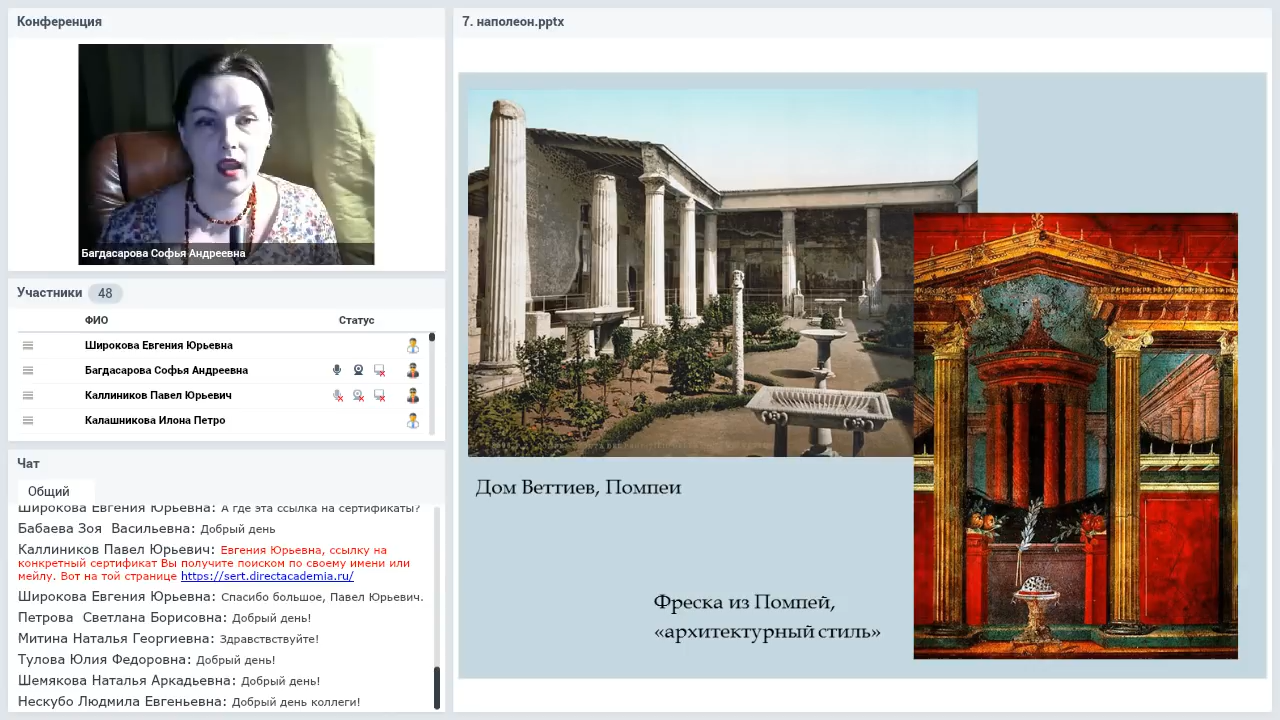 Конференция
Багдасарова Софья Андреевна
Участники 48
ФИО Статус
Широкова Евгения Юрьевна
Багдасарова Софья Андреевна
Каллиников Павел Юрьевич
Калашникова Илона Петро
Чат
Общий
Широкова Евгения Юрьевна: А где эта ссылка на сертификаты?
Бабаева Зоя Васильевна: Добрый день
Каллиников Павел Юрьевич: Евгения Юрьевна, ссылку на
конкретный сертификат Вы получите поиском по своему имени или
мейлу. Вот на той странице https://sert.directacademia.ru/
Широкова Евгения Юрьевна: Спасибо большое, Павел Юрьевич.
Петрова Светлана Борисовна: Добрый день!
Митина Наталья Георгиевна: Здравствствуйте!
Тулова Юлия Федоровна: Добрый день!
Шемякова Наталья Аркадьевна: Добрый день!
Нескубо Людмила Евгеньевна: Добрый день коллеги!
7. наполеон.pptx
Дом Веттиев, Помпеи
Фреска из Помпей,
«архитектурный стиль»